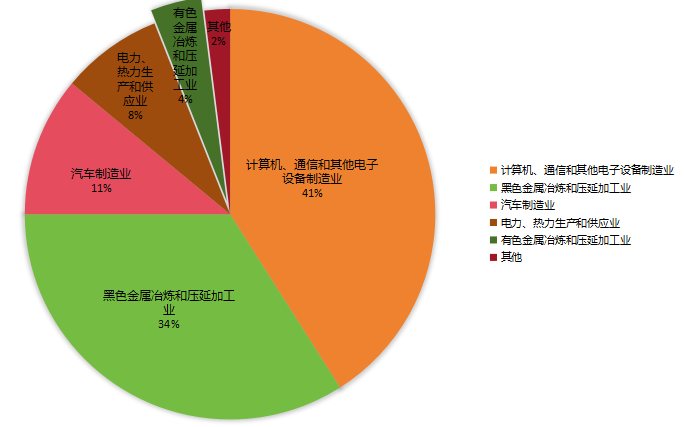 有色
金属
冶炼
和压
延加
工业
4%
其他
2%
电力、
热力生
产和供
应业
8%
计算机、通信和其他电子
设备制造业
41%
汽车制造业
11%
黑色金属冶炼和压延加工
业
34%
计算机、通信和其他电子设备制造业
黑色金属冶炼和压延加工业
汽车制造业
电力、热力生产和供应业
有色金属冶炼和压延加工业
其他